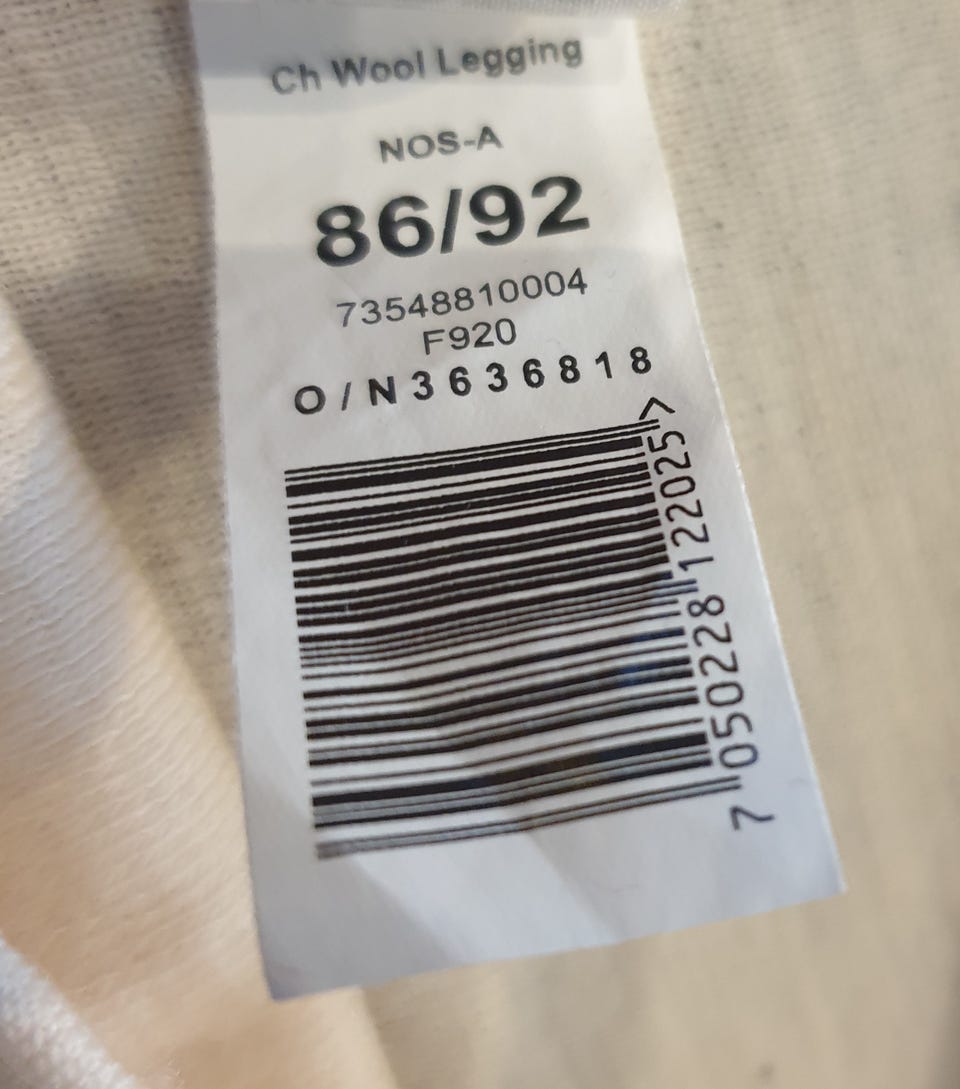 Ch Wool Legging
NOS-A
86/92
73548810004
F920
O/N3636818
7 050228 122025 >